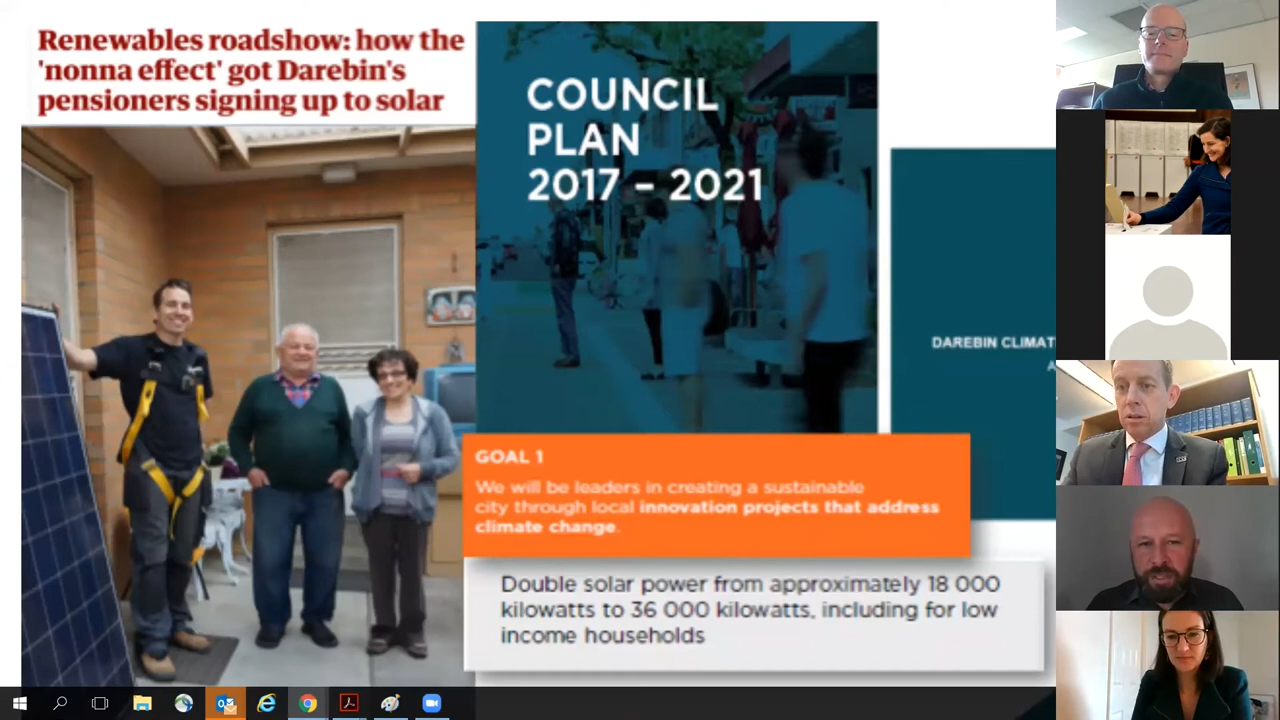 Renewables roadshow: how the
'nonna effect' got Darebin's
pensioners signing up to solar
COUNCIL
PLAN
2017 – 2021
DAREBIN CLIMAT
A
GOAL 1
We will be leaders in creating a sustainable
city through local innovation projects that address
climate change.
Double solar power from approximately 18 000
kilowatts to 36 000 kilowatts, including for low
income households